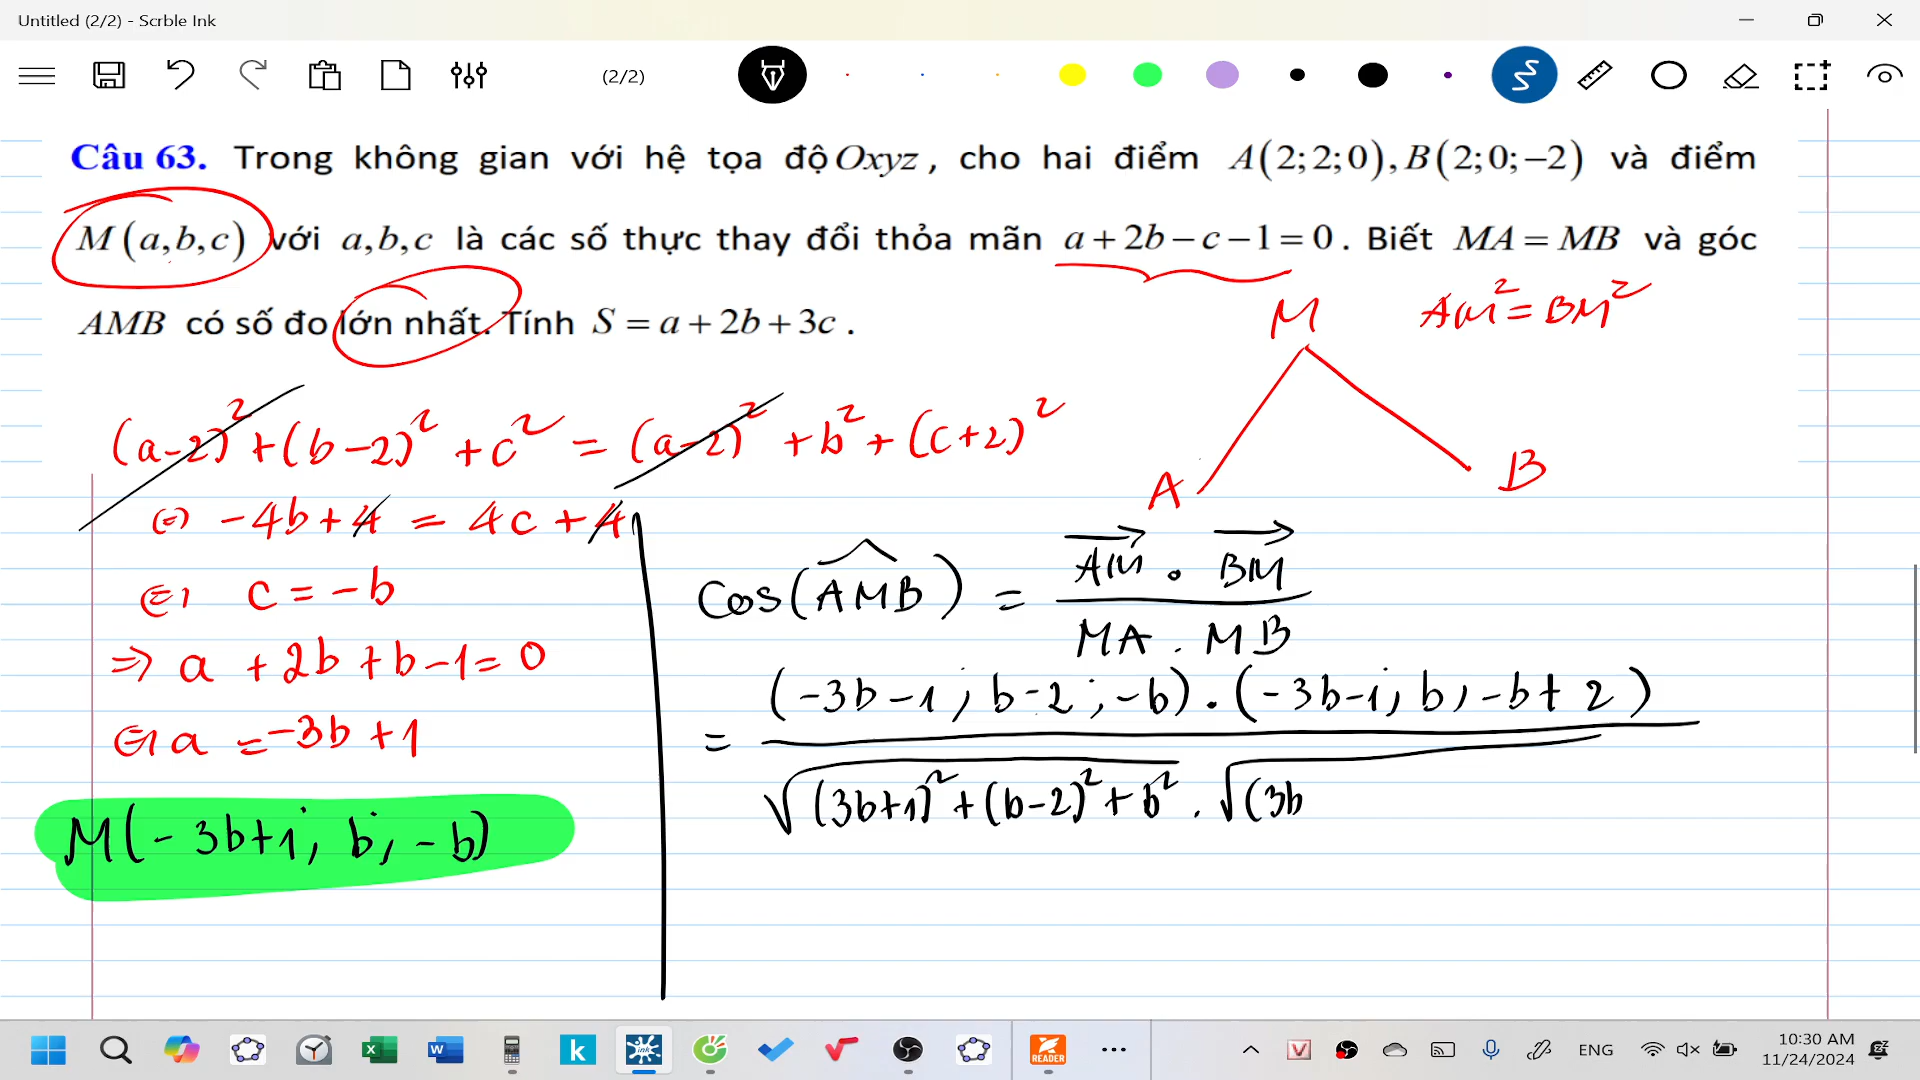 Untitled (2/2) - Scrble Ink
(2/2)
Câu 63. Trong không gian với hệ tọa độ Oxyz, cho hai điểm A(2;2;0), B(2;0;−2) và điểm
M(a,b,c) với a,b,c là các số thực thay đổi thỏa mãn a+2b−c−1=0. Biết MA=MB và góc
AMB có số đo lớn nhất. Tính S=a+2b+3c.
M
AM²=BM²
A
B
(a-2)²+(b-2)²+c²=(a-2)²+b²+(c+2)²
⇔ -4b+4=4c+4
⇔ c=-b
⇒ a+2b+b-1=0
⇔ a=-3b+1
M(-3b+1; b; -b)
Cos(AMB) = AM . BM
MA . MB
= (-3b-1; b-2; -b).(-3b-1; b; -b+2)
√(3b+1)²+(b-2)²+b² . √(3b
W
k
ink
READER
V
ENG
10:30 AM
11/24/2024